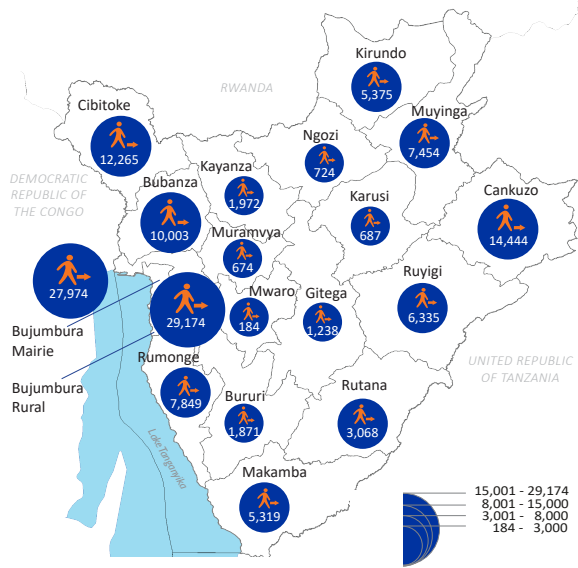 Kirundo
5,375
RWANDA
Cibitoke
12,265
Muyinga
7,454
Ngozi
724
DEMOCRATIC
REPUBLIC OF
THE CONGO
Kayanza
1,972
Bubanza
10,003
Karusi
687
Cankuzo
14,444
Muramvya
674
27,974
29,174
Mwaro
184
Gitega
1,238
Ruyigi
6,335
Bujumbura
Mairie
Bujumbura
Rural
Rumonge
7,849
Bururi
1,871
Rutana
3,068
UNITED REPUBLIC
OF TANZANIA
Lake Tanganyika
Makamba
5,319
15,001 - 29,174
8,001 - 15,000
3,001 - 8,000
184 - 3,000